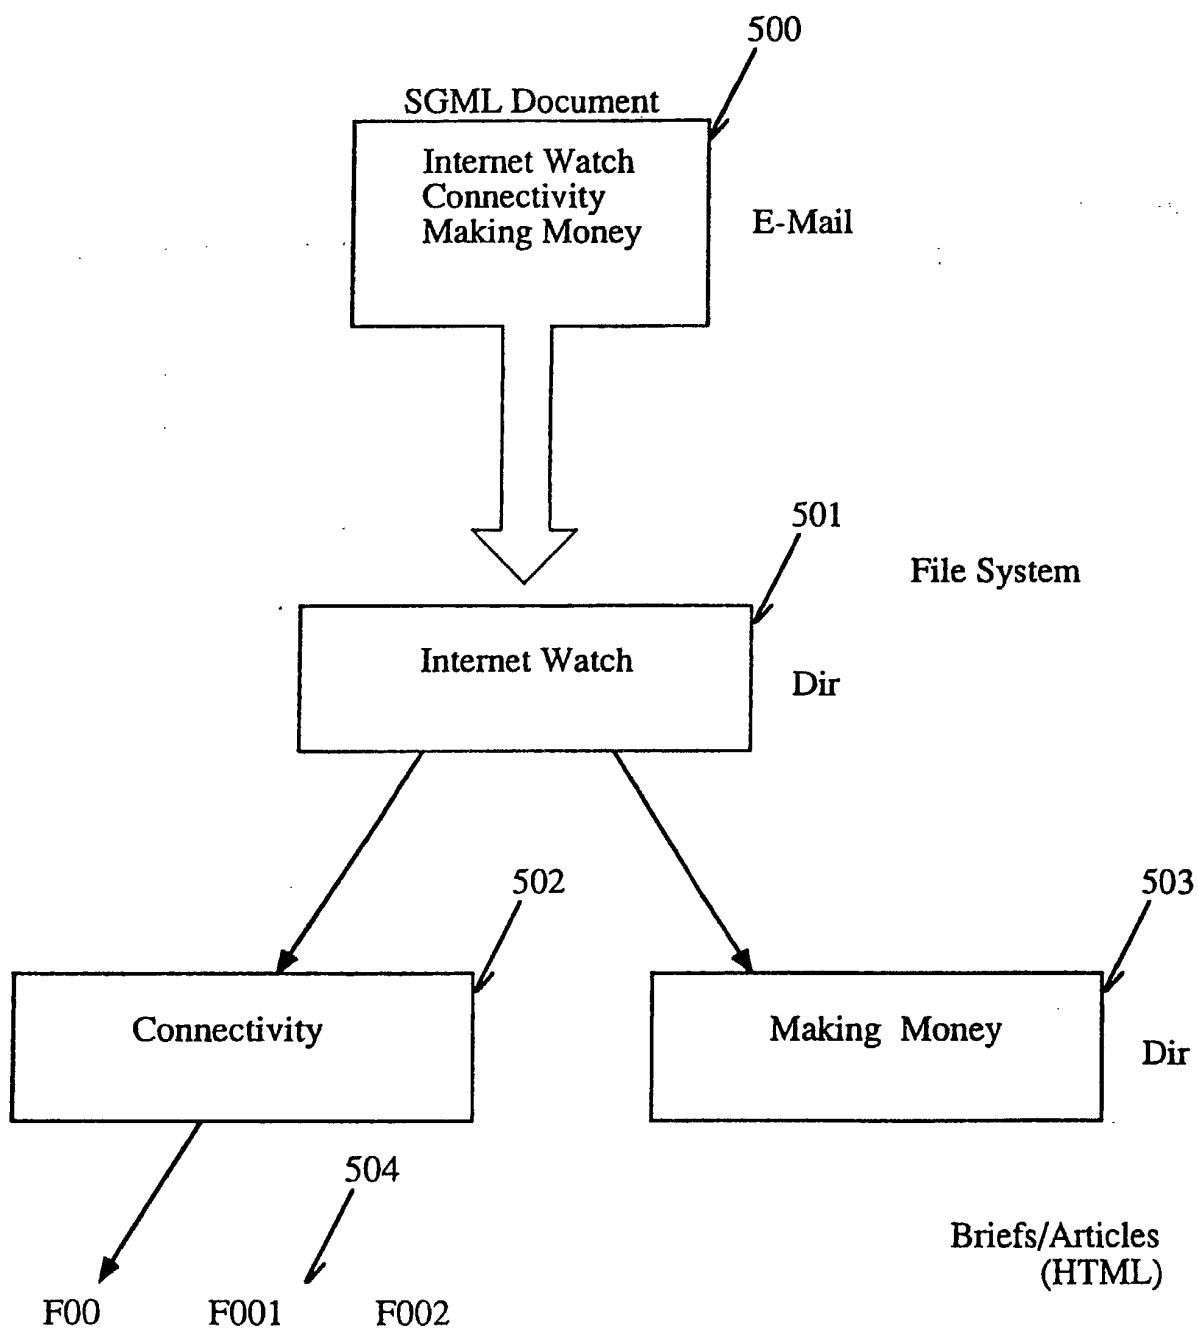 500
SGML Document
Internet Watch
Connectivity
Making Money
E-Mail
501
File System
Internet Watch
Dir
502
503
Connectivity
Making Money
Dir
504
Briefs/Articles
(HTML)
F00 F001 F002